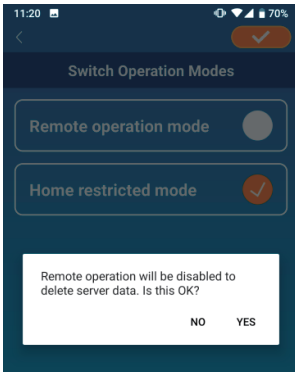 11:20 70%
Switch Operation Modes
Remote operation mode
Home restricted mode
Remote operation will be disabled to
delete server data. Is this OK?
NO YES